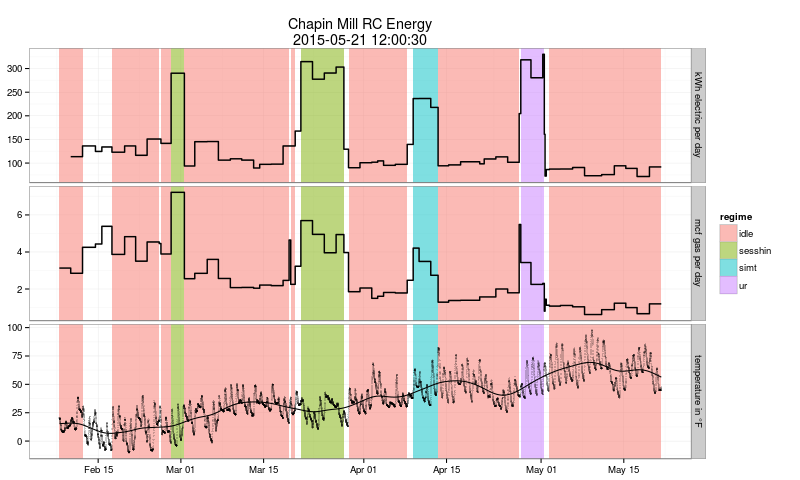 Chapin Mill RC Energy
2015-05-21 12:00:30
300
250
200
150
100
kWh electric per day
6
4
2
mcf gas per day
100
75
50
25
0
temperature in °F
Feb 15
Mar 01
Mar 15
Apr 01
Apr 15
May 01
May 15
regime
idle
sesshin
simt
ur